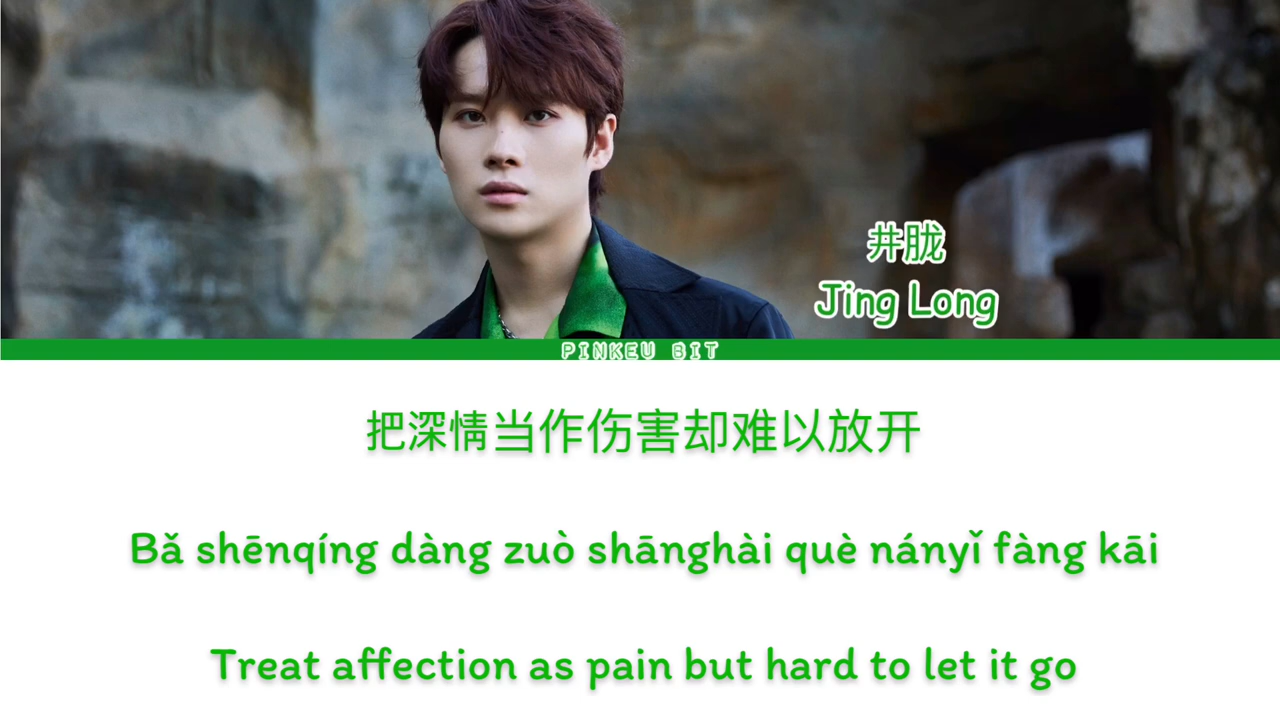 井胧
Jing Long
PINKEU BIT
把深情当作伤害却难以放开
Bǎ shēnqíng dàng zuò shānghài què nányǐ fàng kāi
Treat affection as pain but hard to let it go